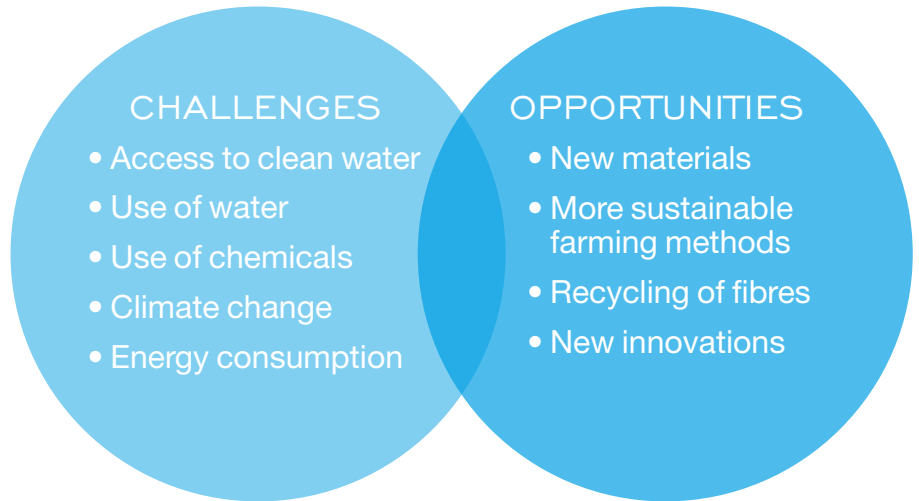 CHALLENGES
• Access to clean water
• Use of water
• Use of chemicals
• Climate change
• Energy consumption
OPPORTUNITIES
• New materials
• More sustainable
farming methods
• Recycling of fibres
• New innovations